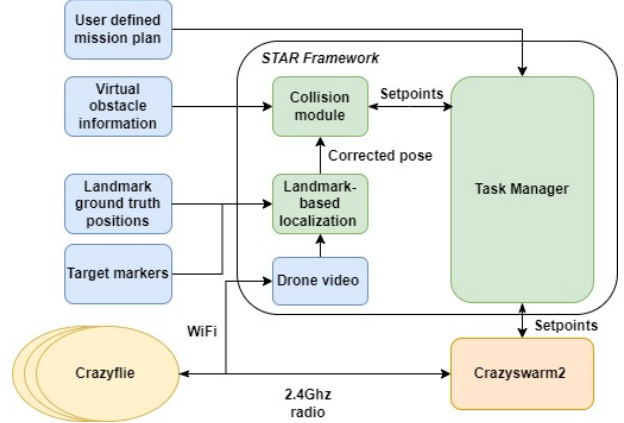 User defined
mission plan
STAR Framework
Virtual
obstacle
information
Collision
module
Setpoints
Task Manager
Corrected pose
Landmark
ground truth
positions
Landmark-
based
localization
Target markers
Drone video
WiFi
Setpoints
Crazyflie
2.4Ghz
radio
Crazyswarm2